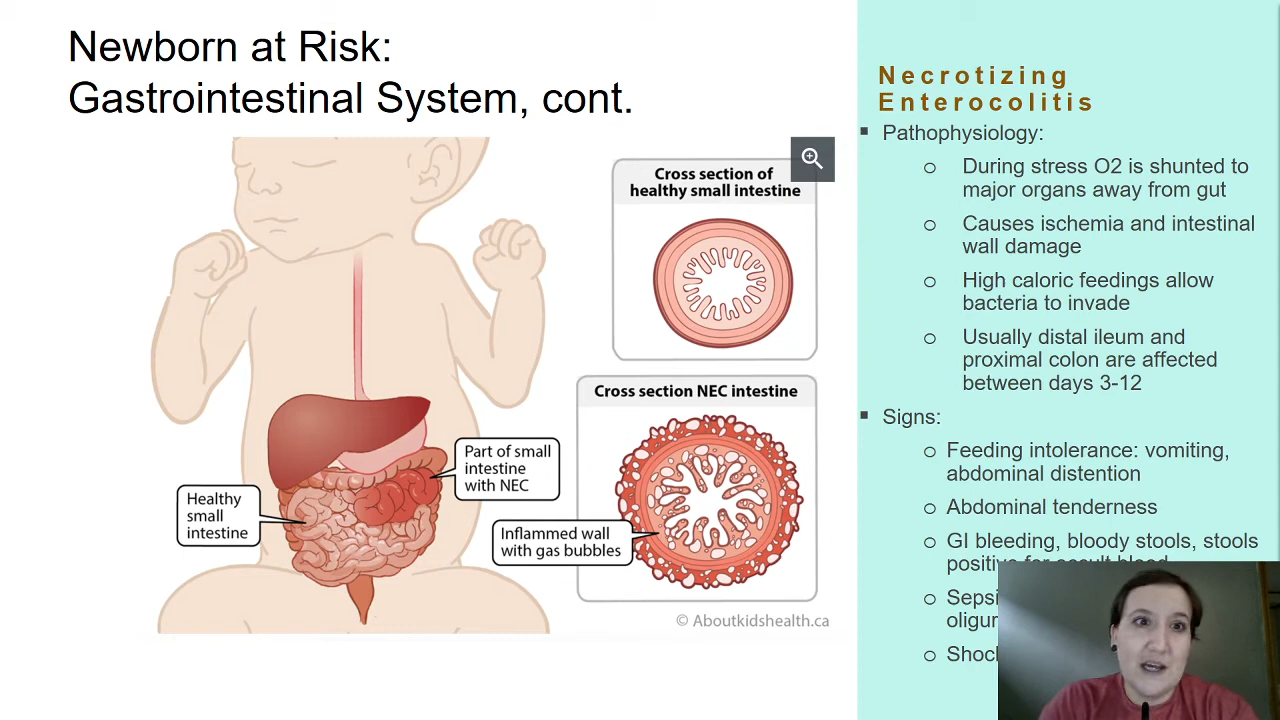 Newborn at Risk:
Gastrointestinal System, cont.
Cross section of
healthy small intestine
Cross section NEC intestine
Part of small
intestine
with NEC
Healthy
small
intestine
Inflammed wall
with gas bubbles
© Aboutkidshealth.ca
Necrotizing
Enterocolitis
▪ Pathophysiology:
o During stress O2 is shunted to
major organs away from gut
o Causes ischemia and intestinal
wall damage
o High caloric feedings allow
bacteria to invade
o Usually distal ileum and
proximal colon are affected
between days 3-12
▪ Signs:
o Feeding intolerance: vomiting,
abdominal distention
o Abdominal tenderness
o GI bleeding, bloody stools, stools
positive for occult blood
o
o